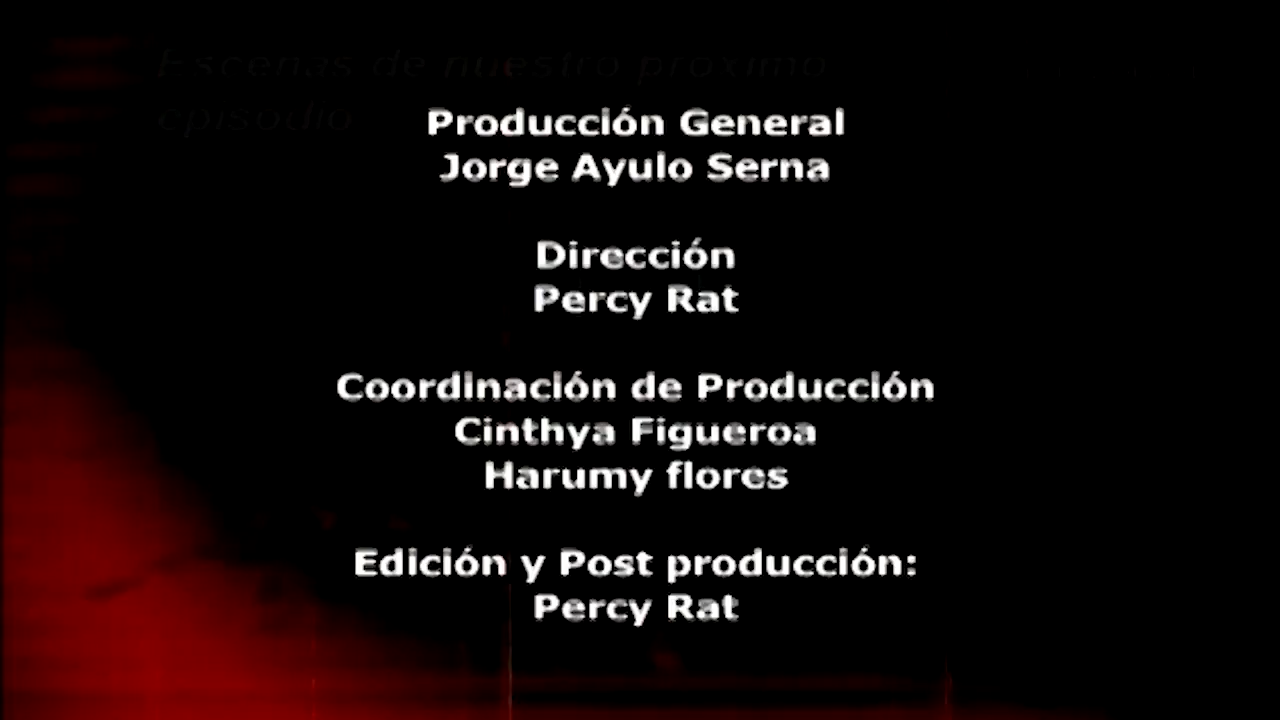 Escenas de nuestro próximo
episodio
Producción General
Jorge Ayulo Serna
Dirección
Percy Rat
Coordinación de Producción
Cinthya Figueroa
Harumy flores
Edición y Post producción:
Percy Rat